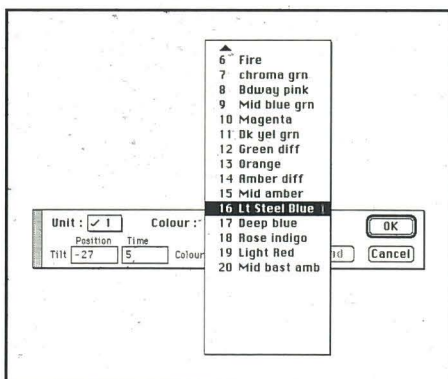 6 Fire
7 chroma grn
8 Bdway pink
9 Mid blue grn
10 Magenta
11 Dk yel grn
12 Green diff
13 Orange
14 Amber diff
15 Mid amber
16 Lt Steel Blue
17 Deep blue
18 Rose indigo
19 Light Red
20 Mid bast amb
Unit : ✓ 1 Colour : OK
Position Time
Tilt -27 5 Colour nd Cancel